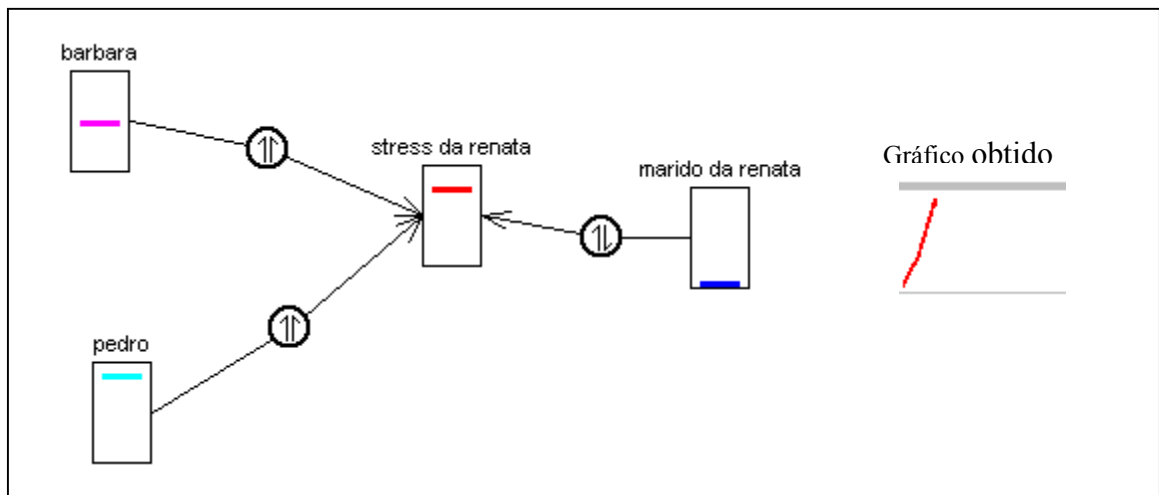 barbara
stress da renata
marido da renata
Gráfico obtido
pedro